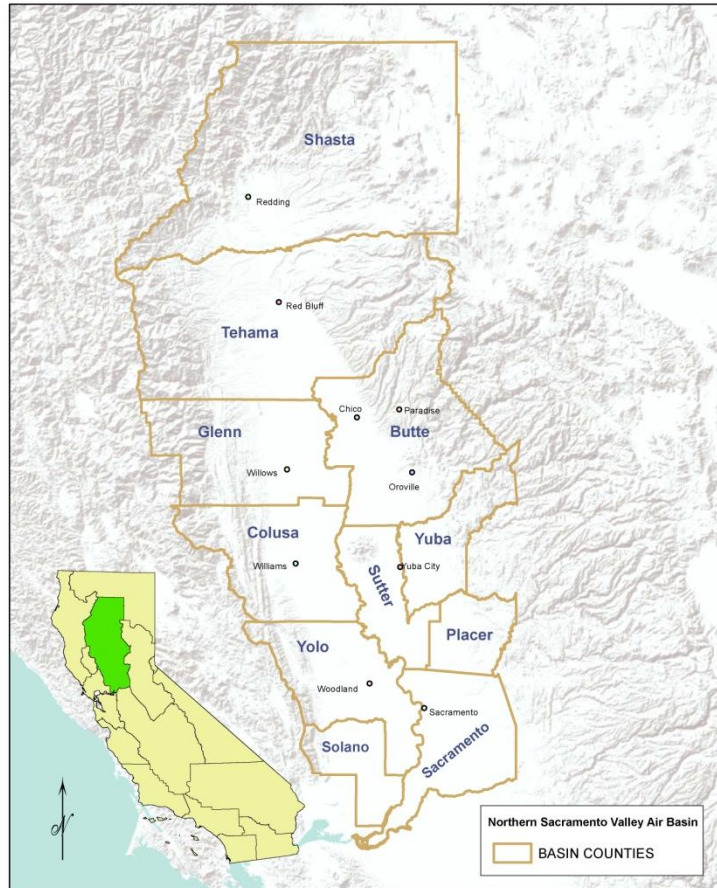 Shasta
Redding
Red Bluff
Tehama
Chico
Paradise
Glenn
Butte
Willows
Oroville
Colusa
Yuba
Williams
Yuba City
Sutter
Placer
Yolo
Woodland
Sacramento
Solano
Sacramento
N
Northern Sacramento Valley Air Basin
BASIN COUNTIES